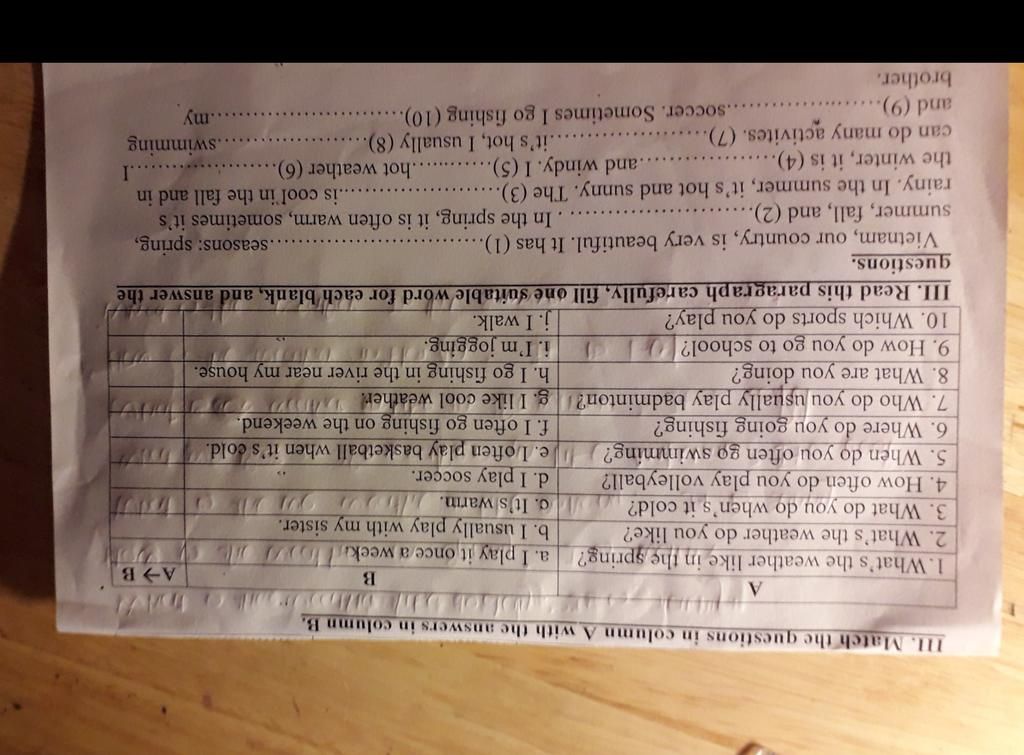 III. Match the questions in column A with the answers in column B.
A B A→B
1.What's the weather like in the spring? a. I play it once a week.
2. What's the weather do you like? b. I usually play with my sister.
3. What do you do when's it cold? c. It's warm.
4. How often do you play volleyball? d. I play soccer.
5. When do you often go swimming? e. I often play basketball when it's cold.
6. Where do you going fishing? f. I often go fishing on the weekend.
7. Who do you usually play badminton? g. I like cool weather.
8. What are you doing? h. I go fishing in the river near my house.
9. How do you go to school? i. I'm jogging.
10. Which sports do you play? j. I walk.
III. Read this paragraph carefully, fill one suitable word for each blank, and answer the
questions.
Vietnam, our country, is very beautiful. It has (1)..............................seasons: spring,
summer, fall, and (2)......................... . In the spring, it is often warm, sometimes it's
rainy. In the summer, it's hot and sunny. The (3)......................is cool in the fall and in
the winter, it is (4)....................and windy. I (5)............hot weather (6)....................I
can do many activites. (7)......................it's hot, I usually (8)......................swimming
and (9)......................soccer. Sometimes I go fishing (10)..........................my
brother.